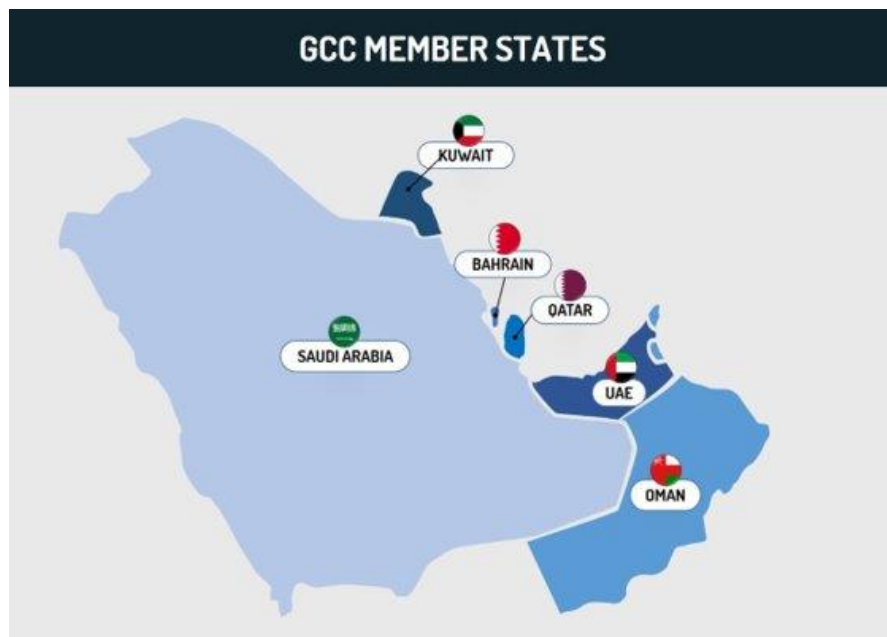 GCC MEMBER STATES
KUWAIT
BAHRAIN
QATAR
SAUDI ARABIA
UAE
OMAN